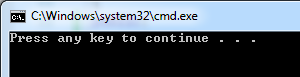 C:\Windows\system32\cmd.exe
Press any key to continue . . .